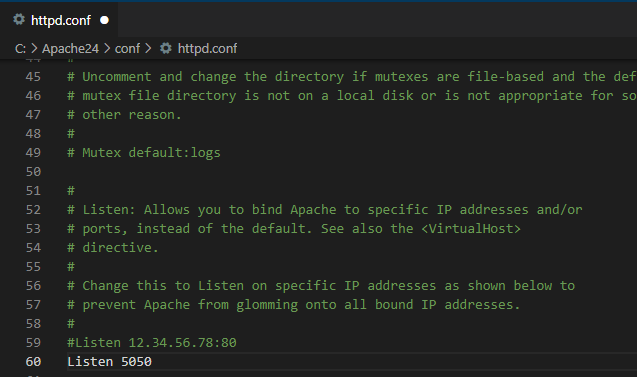 httpd.conf
C: > Apache24 > conf > httpd.conf
44 #
45 # Uncomment and change the directory if mutexes are file-based and the def
46 # mutex file directory is not on a local disk or is not appropriate for so
47 # other reason.
48 #
49 # Mutex default:logs
50
51 #
52 # Listen: Allows you to bind Apache to specific IP addresses and/or
53 # ports, instead of the default. See also the <VirtualHost>
54 # directive.
55 #
56 # Change this to Listen on specific IP addresses as shown below to
57 # prevent Apache from glomming onto all bound IP addresses.
58 #
59 #Listen 12.34.56.78:80
60 Listen 5050